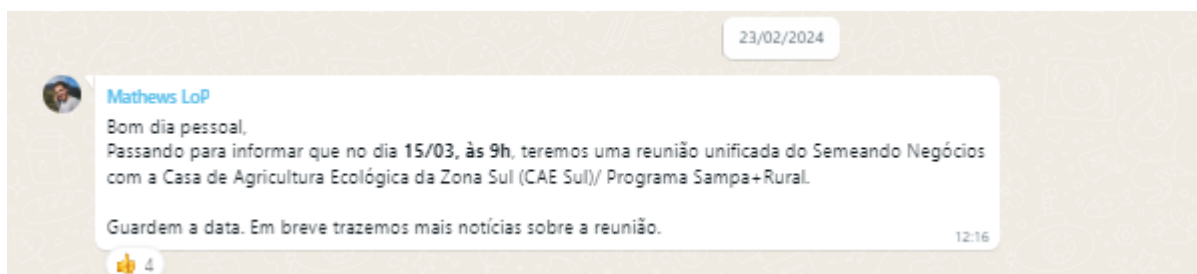 23/02/2024
Mathews LoP
Bom dia pessoal,
Passando para informar que no dia 15/03, às 9h, teremos uma reunião unificada do Semeando Negócios
com a Casa de Agricultura Ecológica da Zona Sul (CAE Sul)/ Programa Sampa+Rural.
Guardem a data. Em breve trazemos mais notícias sobre a reunião.
12:16
4